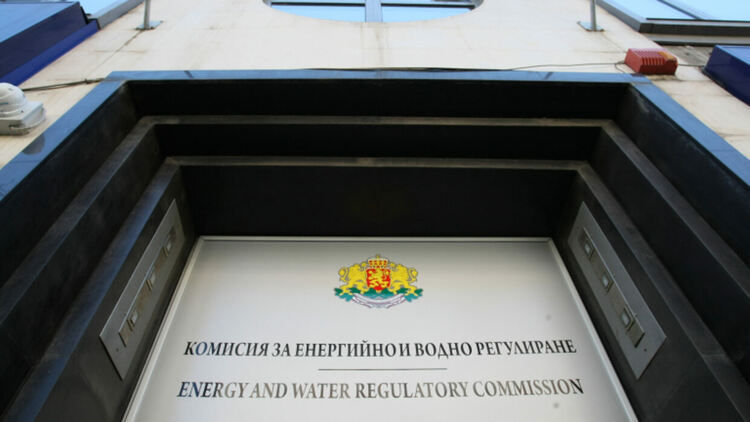 КОМИСИЯ ЗА ЕНЕРГИЙНО И ВОДНО РЕГУЛИРАНЕ
ENERGY AND WATER REGULATORY COMMISSION